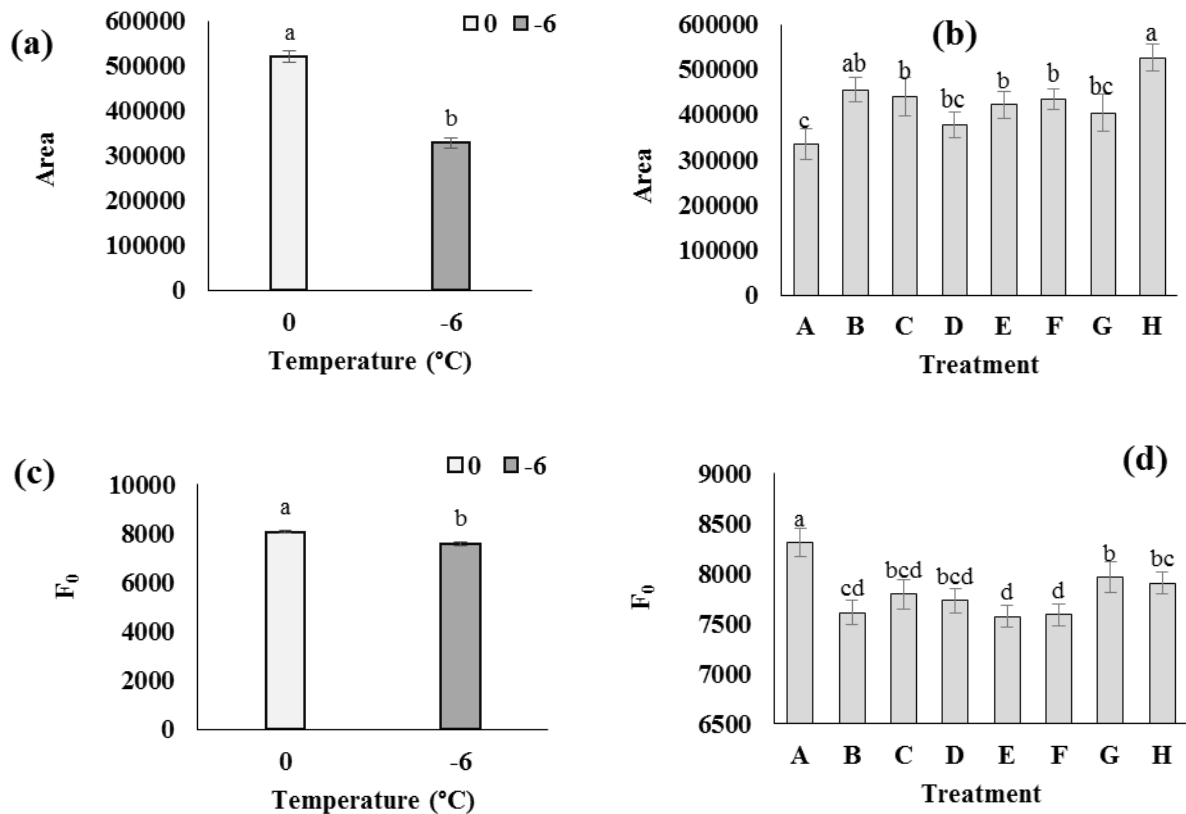 (a)
0 -6
600000
500000
400000
300000
200000
100000
0
Area
a
b
0 -6
Temperature (°C)
(b)
600000
500000
400000
300000
200000
100000
0
Area
c ab b bc b b bc a
A B C D E F G H
Treatment
(c)
0 -6
10000
8000
6000
4000
2000
0
F0
a
b
0 -6
Temperature (°C)
(d)
9000
8500
8000
7500
7000
6500
F0
a cd bcd bcd d d b bc
A B C D E F G H
Treatment